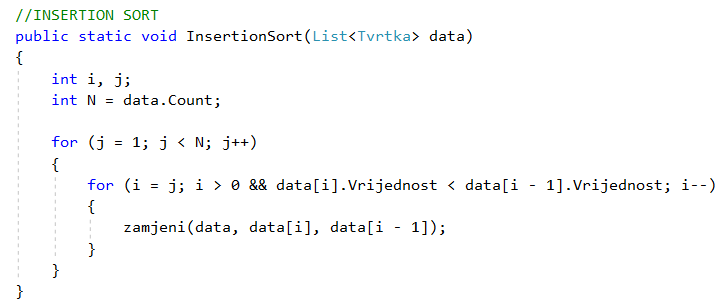 //INSERTION SORT
public static void InsertionSort(List<Tvrtka> data)
{
    int i, j;
    int N = data.Count;

    for (j = 1; j < N; j++)
    {
        for (i = j; i > 0 && data[i].Vrijednost < data[i - 1].Vrijednost; i--)
        {
            zamjeni(data, data[i], data[i - 1]);
        }
    }
}